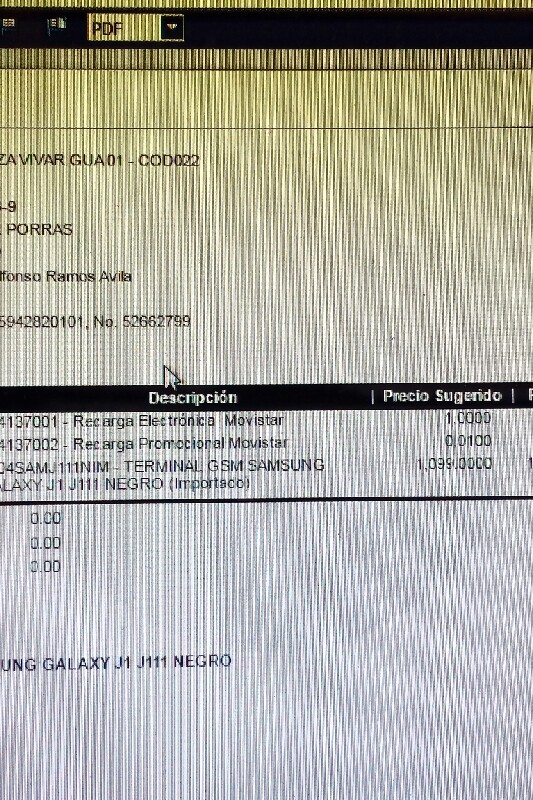 PDF
ZA VIVAR GUA 01 - COD022
-9
PORRAS
lfonso Ramos Avila
5942820101, No. 52662799
Descripción | Precio Sugerido |
4137001 - Recarga Electrónica Movistar 1.0000
4137002 - Recarga Promocional Movistar 0.0100
04SAMJ111NIM - TERMINAL GSM SAMSUNG 1,099.0000
ALAXY J1 J111 NEGRO (Importado)
0.00
0.00
0.00
UNG GALAXY J1 J111 NEGRO